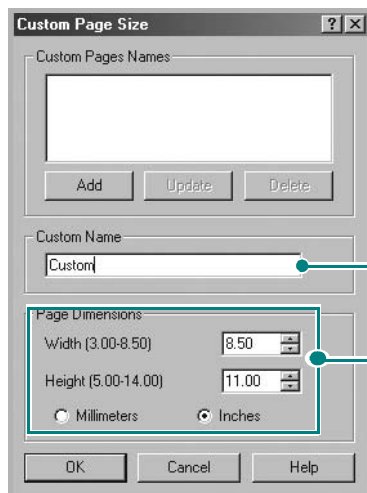 Custom Page Size
Custom Pages Names
Add Update Delete
Custom Name
Custom
Page Dimensions
Width (3.00-8.50) 8.50
Height (5.00-14.00) 11.00
Millimeters Inches
OK Cancel Help